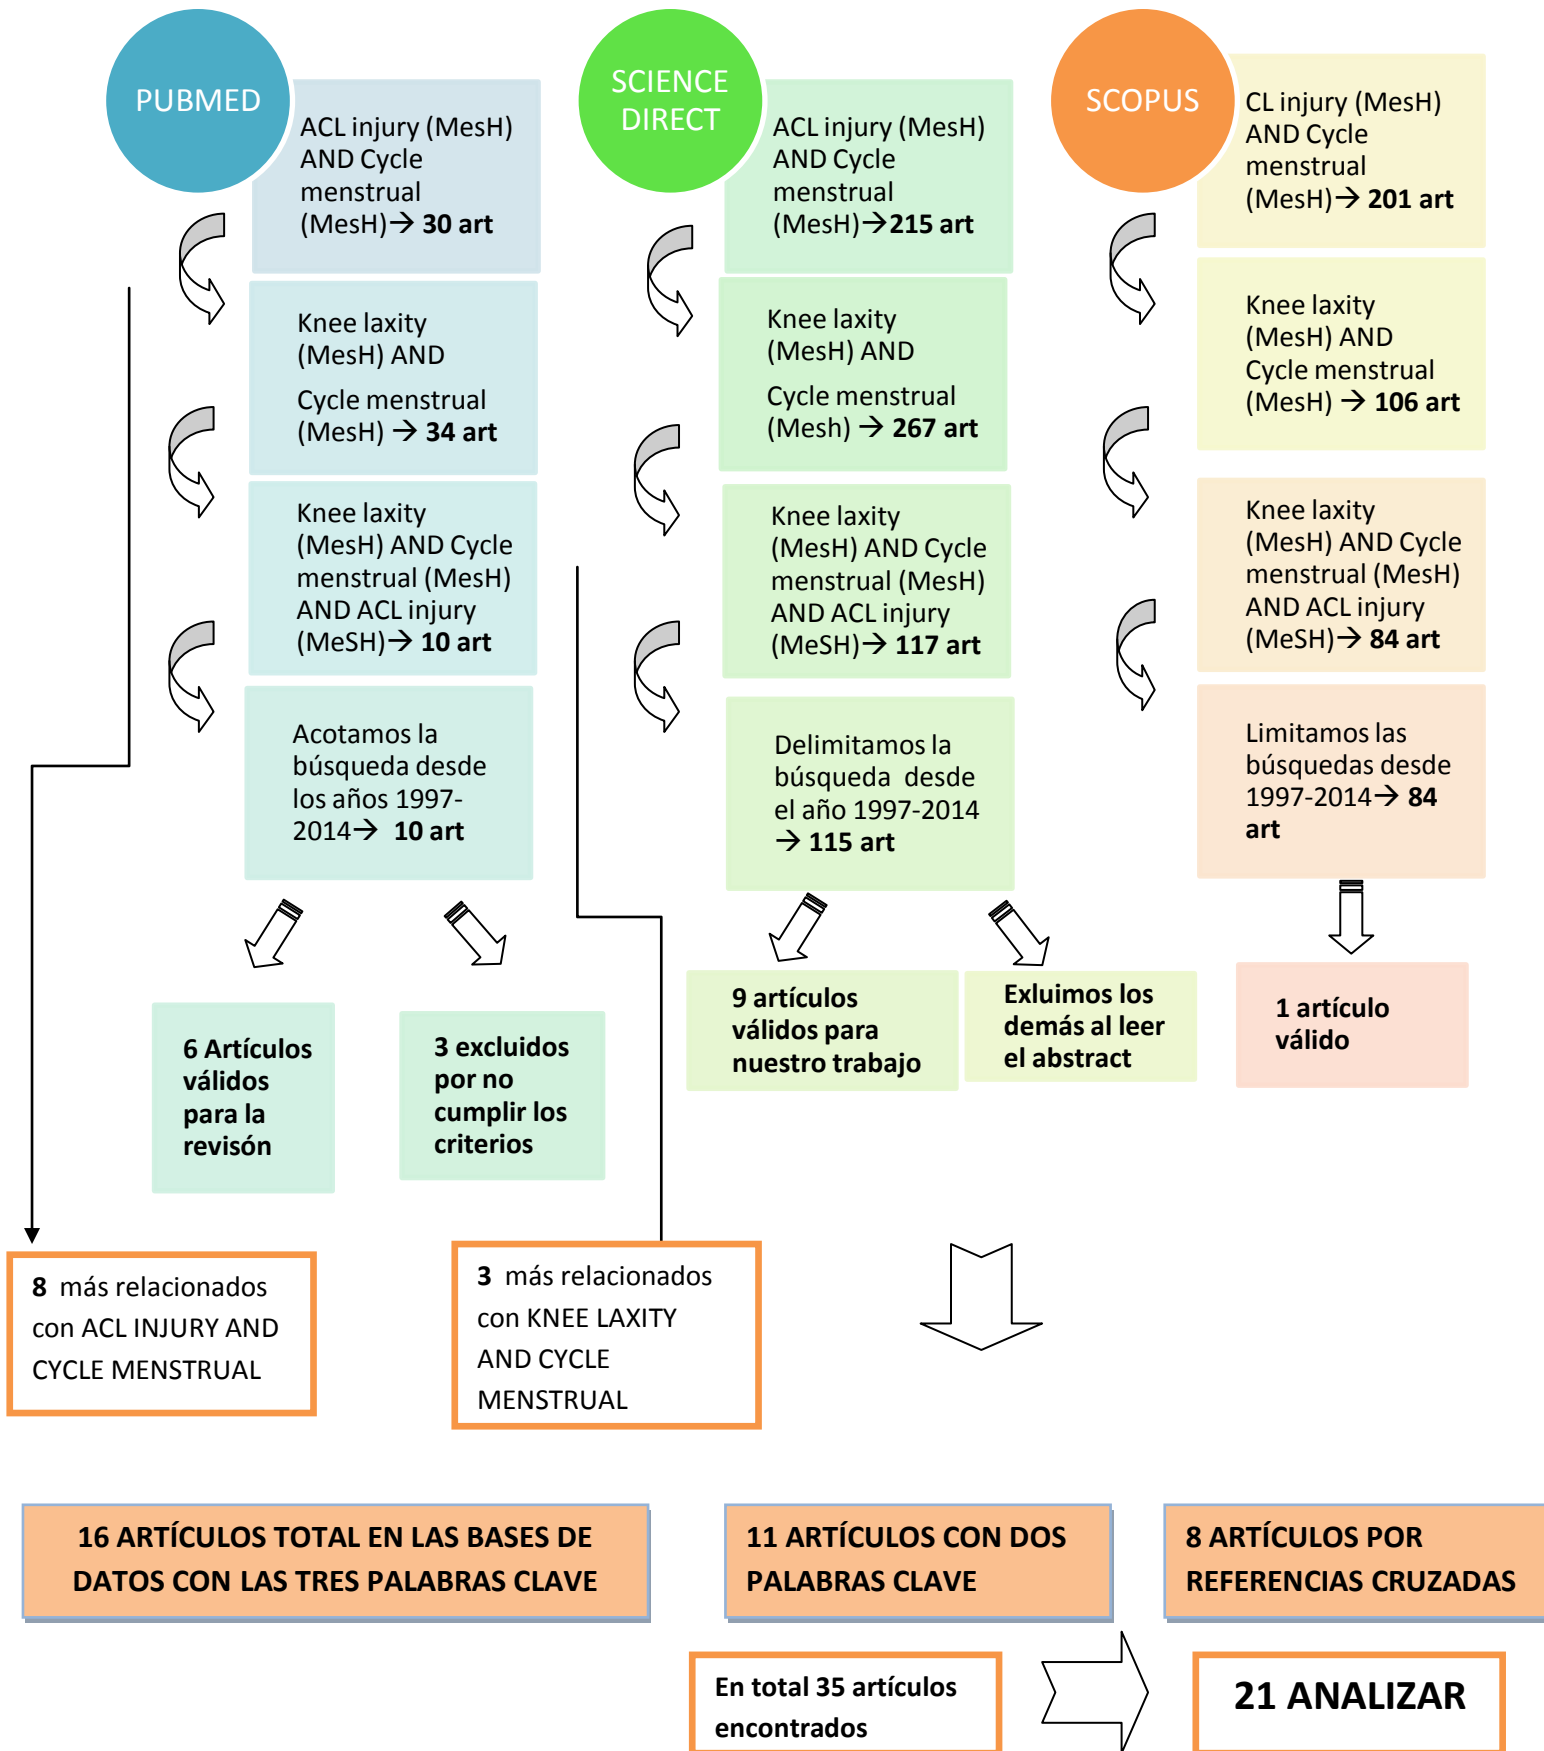 PUBMED
ACL injury (MesH)
AND Cycle
menstrual
(MesH)→ 30 art
Knee laxity
(MesH) AND
Cycle menstrual
(MesH) → 34 art
Knee laxity
(MesH) AND Cycle
menstrual (MesH)
AND ACL injury
(MeSH)→ 10 art
Acotamos la
búsqueda desde
los años 1997-
2014→ 10 art
6 Artículos
válidos
para la
revisón
3 excluidos
por no
cumplir los
criterios
8 más relacionados
con ACL INJURY AND
CYCLE MENSTRUAL
3 más relacionados
con KNEE LAXITY
AND CYCLE
MENSTRUAL
SCIENCE
DIRECT
ACL injury (MesH)
AND Cycle
menstrual
(MesH)→215 art
Knee laxity
(MesH) AND
Cycle menstrual
(Mesh) → 267 art
Knee laxity
(MesH) AND Cycle
menstrual (MesH)
AND ACL injury
(MeSH)→ 117 art
Delimitamos la
búsqueda desde
el año 1997-2014
→ 115 art
9 artículos
válidos para
nuestro trabajo
Exluimos los
demás al leer
el abstract
SCOPUS
CL injury (MesH)
AND Cycle
menstrual
(MesH)→ 201 art
Knee laxity
(MesH) AND
Cycle menstrual
(MesH) → 106 art
Knee laxity
(MesH) AND Cycle
menstrual (MesH)
AND ACL injury
(MeSH)→ 84 art
Limitamos las
búsquedas desde
1997-2014→ 84
art
1 artículo
válido
16 ARTÍCULOS TOTAL EN LAS BASES DE
DATOS CON LAS TRES PALABRAS CLAVE
11 ARTÍCULOS CON DOS
PALABRAS CLAVE
8 ARTÍCULOS POR
REFERENCIAS CRUZADAS
En total 35 artículos
encontrados
21 ANALIZAR